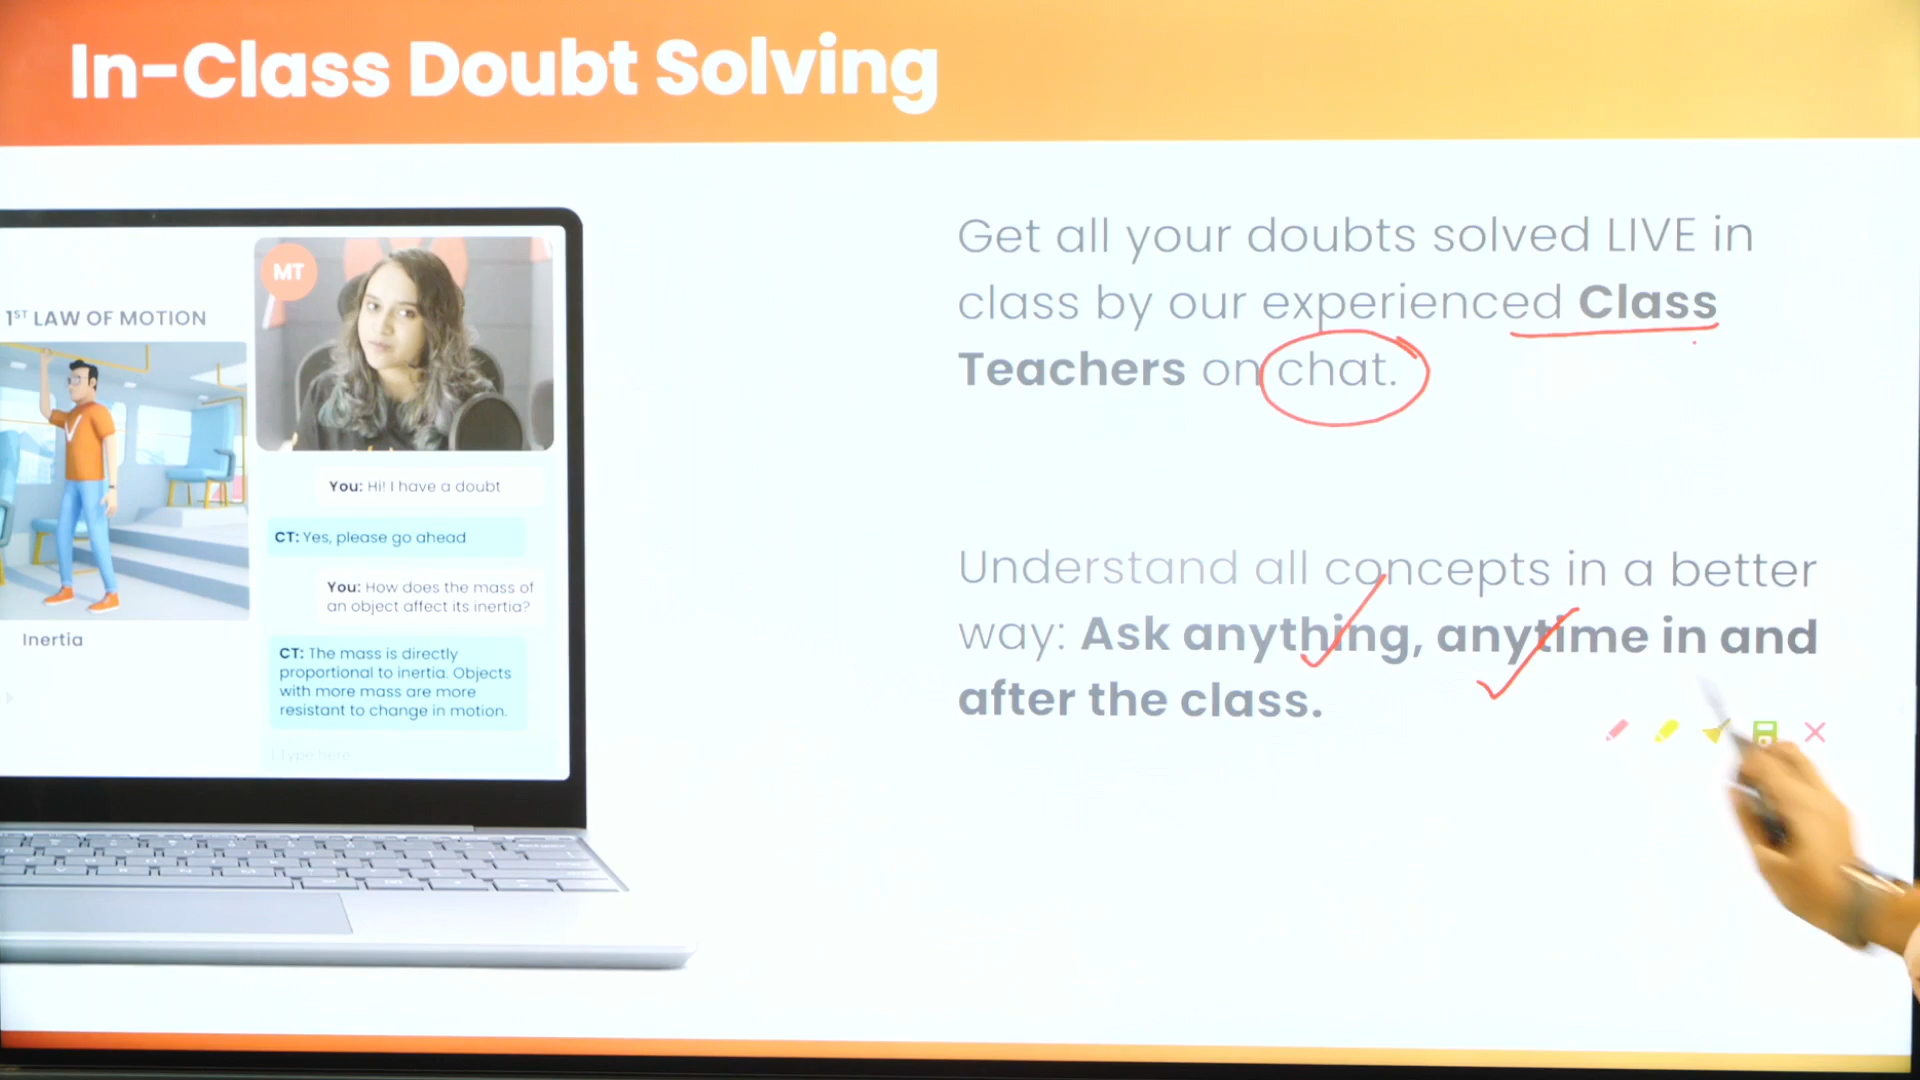 In-Class Doubt Solving
1ST LAW OF MOTION
Inertia
MT
You: Hi! I have a doubt
CT: Yes, please go ahead
You: How does the mass of
an object affect its inertia?
CT: The mass is directly
proportional to inertia. Objects
with more mass are more
resistant to change in motion.
Type here
Get all your doubts solved LIVE in
class by our experienced Class
Teachers on chat.
Understand all concepts in a better
way: Ask anything, anytime in and
after the class.